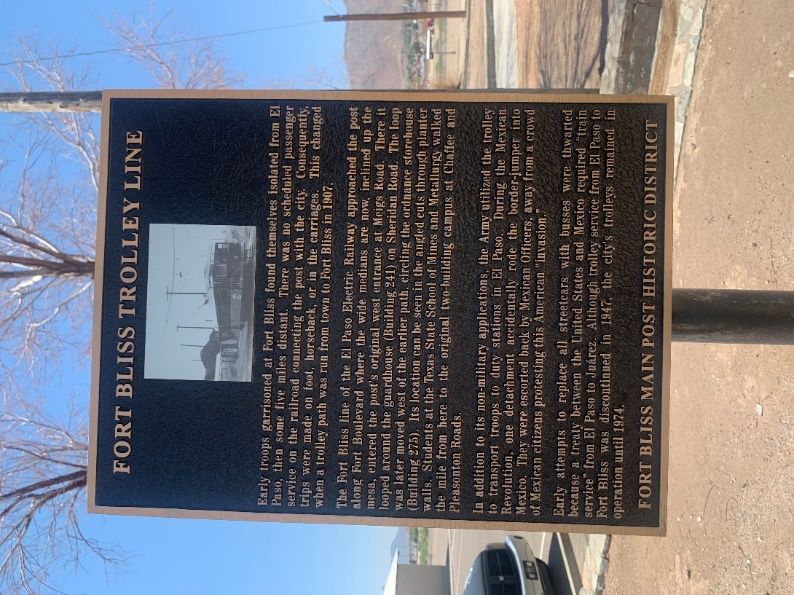 FORT BLISS TROLLEY LINE
Early troops garrisoned at Fort Bliss found themselves isolated from El
Paso, then some five miles distant. There was no scheduled passenger
service on the railroad connecting the post with the city. Consequently,
trips were made on foot, horseback, or in the carriages. This changed
when a trolley path was run from town to Fort Bliss in 1907.
The Fort Bliss line of the El Paso Electric Railway approached the post
along Fort Boulevard where the wide medians are now, inclined up the
mesa, entered the post's original west entrance at Meigs Road. There it
looped around the guardhouse (Building 241) on Sheridan Road. The loop
was later moved west of the earlier path, circling the ordnance storehouse
(Building 275). Its location can be seen in the angled cuts through planter
walls. Students at the Texas State School of Mines and Metallurgy walked
the mile from here to the original two-building campus at Chaffee and
Pleasonton Roads.
In addition to its non-military applications, the Army utilized the trolley
to transport troops to duty stations in El Paso. During the Mexican
Revolution, one detachment accidentally rode the border-jumper into
Mexico. They were escorted back by Mexican Officers, away from a crowd
of Mexican citizens protesting this American "invasion."
Early attempts to replace all streetcars with busses were thwarted
because a treaty between the United States and Mexico required "train
service" from El Paso to Juárez. Although trolley service from El Paso to
Fort Bliss was discontinued in 1947, the city's trolleys remained in
operation until 1974.
FORT BLISS MAIN POST HISTORIC DISTRICT